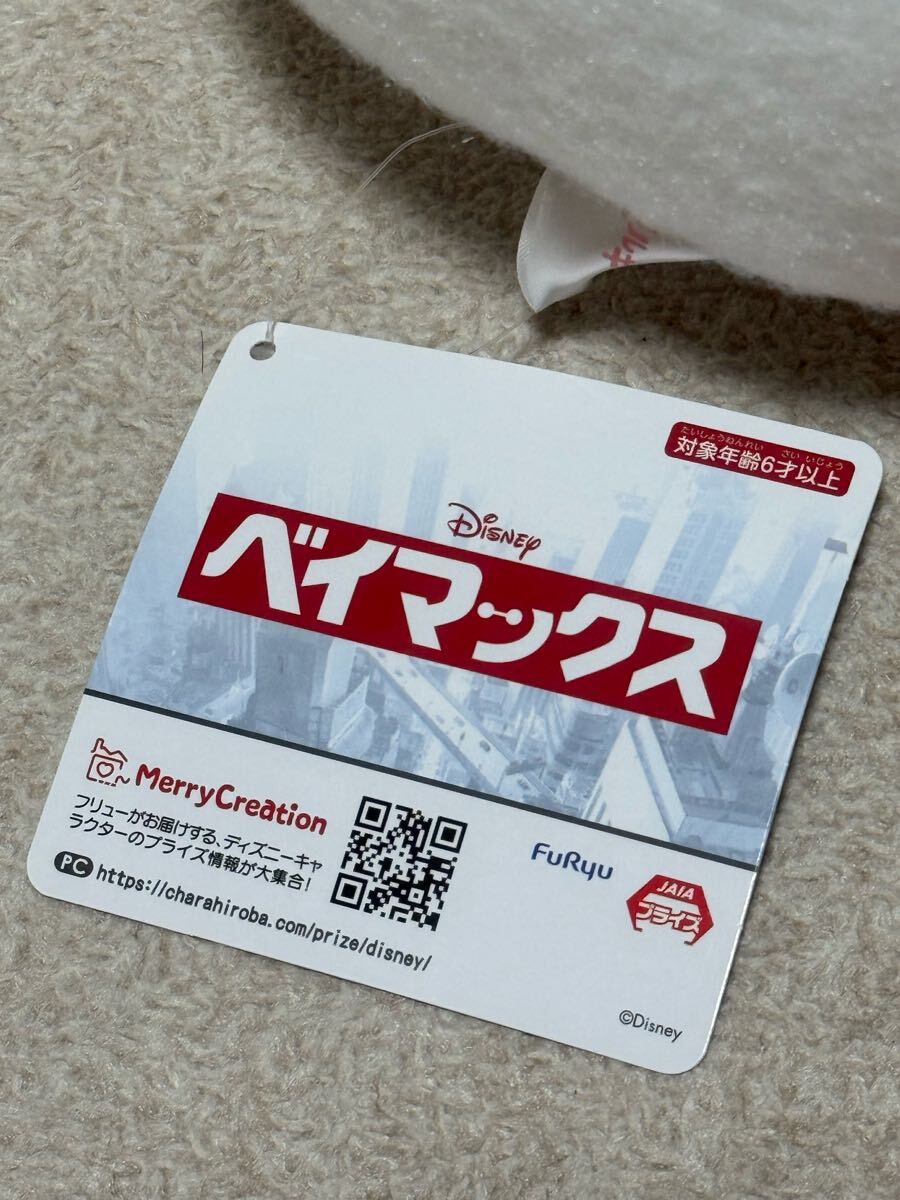 たいしょうねんれい さい いじょう
対象年齢6才以上
Disney
ベイマックス
MerryCreation
フリューがお届けする、ディズニーキャ
ラクターのプライズ情報が大集合!
PC https://charahiroba.com/prize/disney/
FuRyu
JAIA
プライズ
©Disney